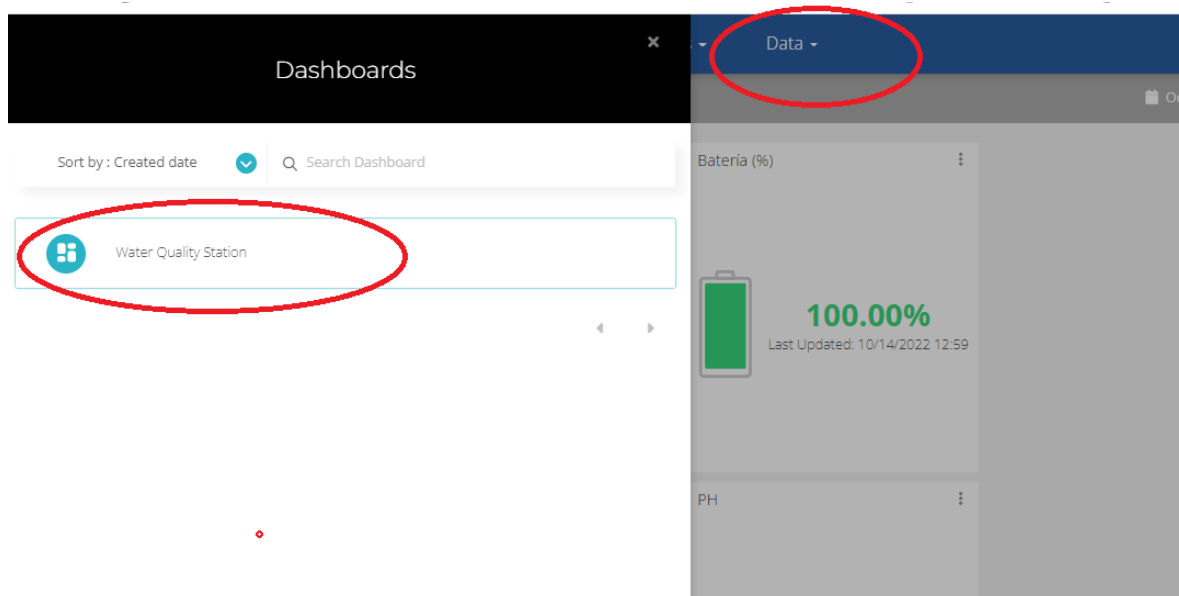 Dashboards
Data
Sort by : Created date
Search Dashboard
Water Quality Station
Batería (%)
100.00%
Last Updated: 10/14/2022 12:59
PH